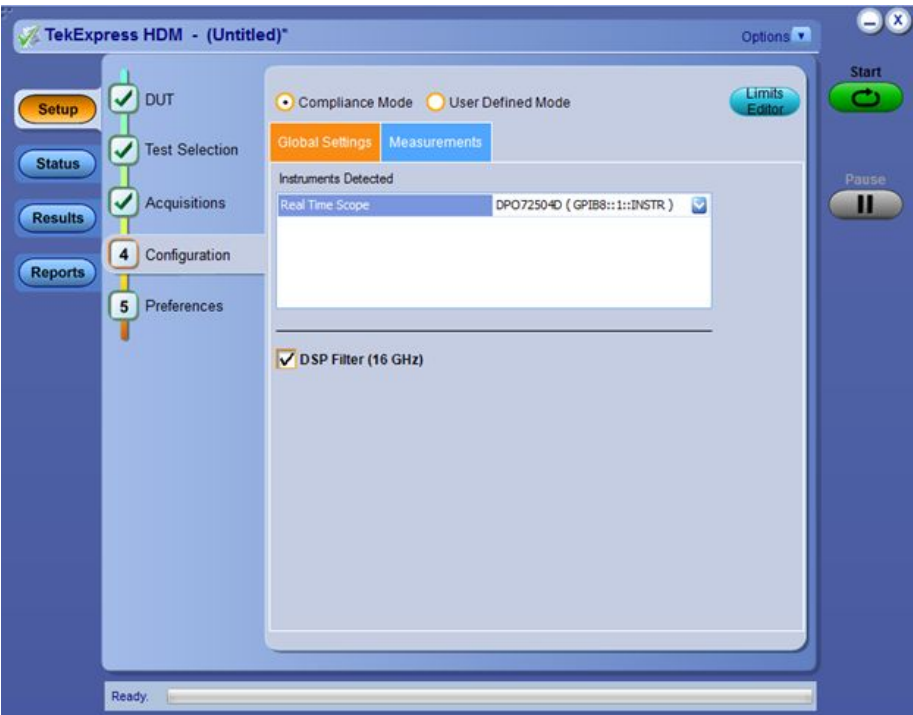 TekExpress HDM - (Untitled)*
Options
Start
Pause
Setup
Status
Results
Reports
DUT
Test Selection
Acquisitions
4 Configuration
5 Preferences
Compliance Mode User Defined Mode
Limits
Editor
Global Settings Measurements
Instruments Detected
Real Time Scope DPO72504D ( GPIB8::1::INSTR )
DSP Filter (16 GHz)
Ready.